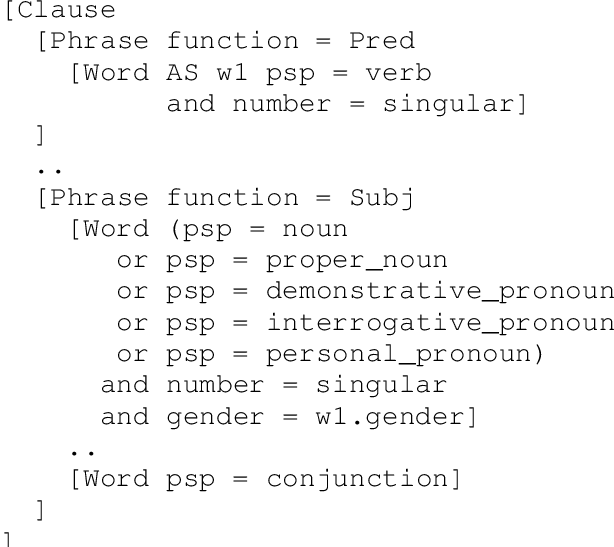 [Clause
  [Phrase function = Pred
    [Word AS w1 psp = verb
          and number = singular]
  ]
  ..
  [Phrase function = Subj
    [Word (psp = noun
       or psp = proper_noun
       or psp = demonstrative_pronoun
       or psp = interrogative_pronoun
       or psp = personal_pronoun)
      and number = singular
      and gender = w1.gender]
    ..
    [Word psp = conjunction]
  ]
]